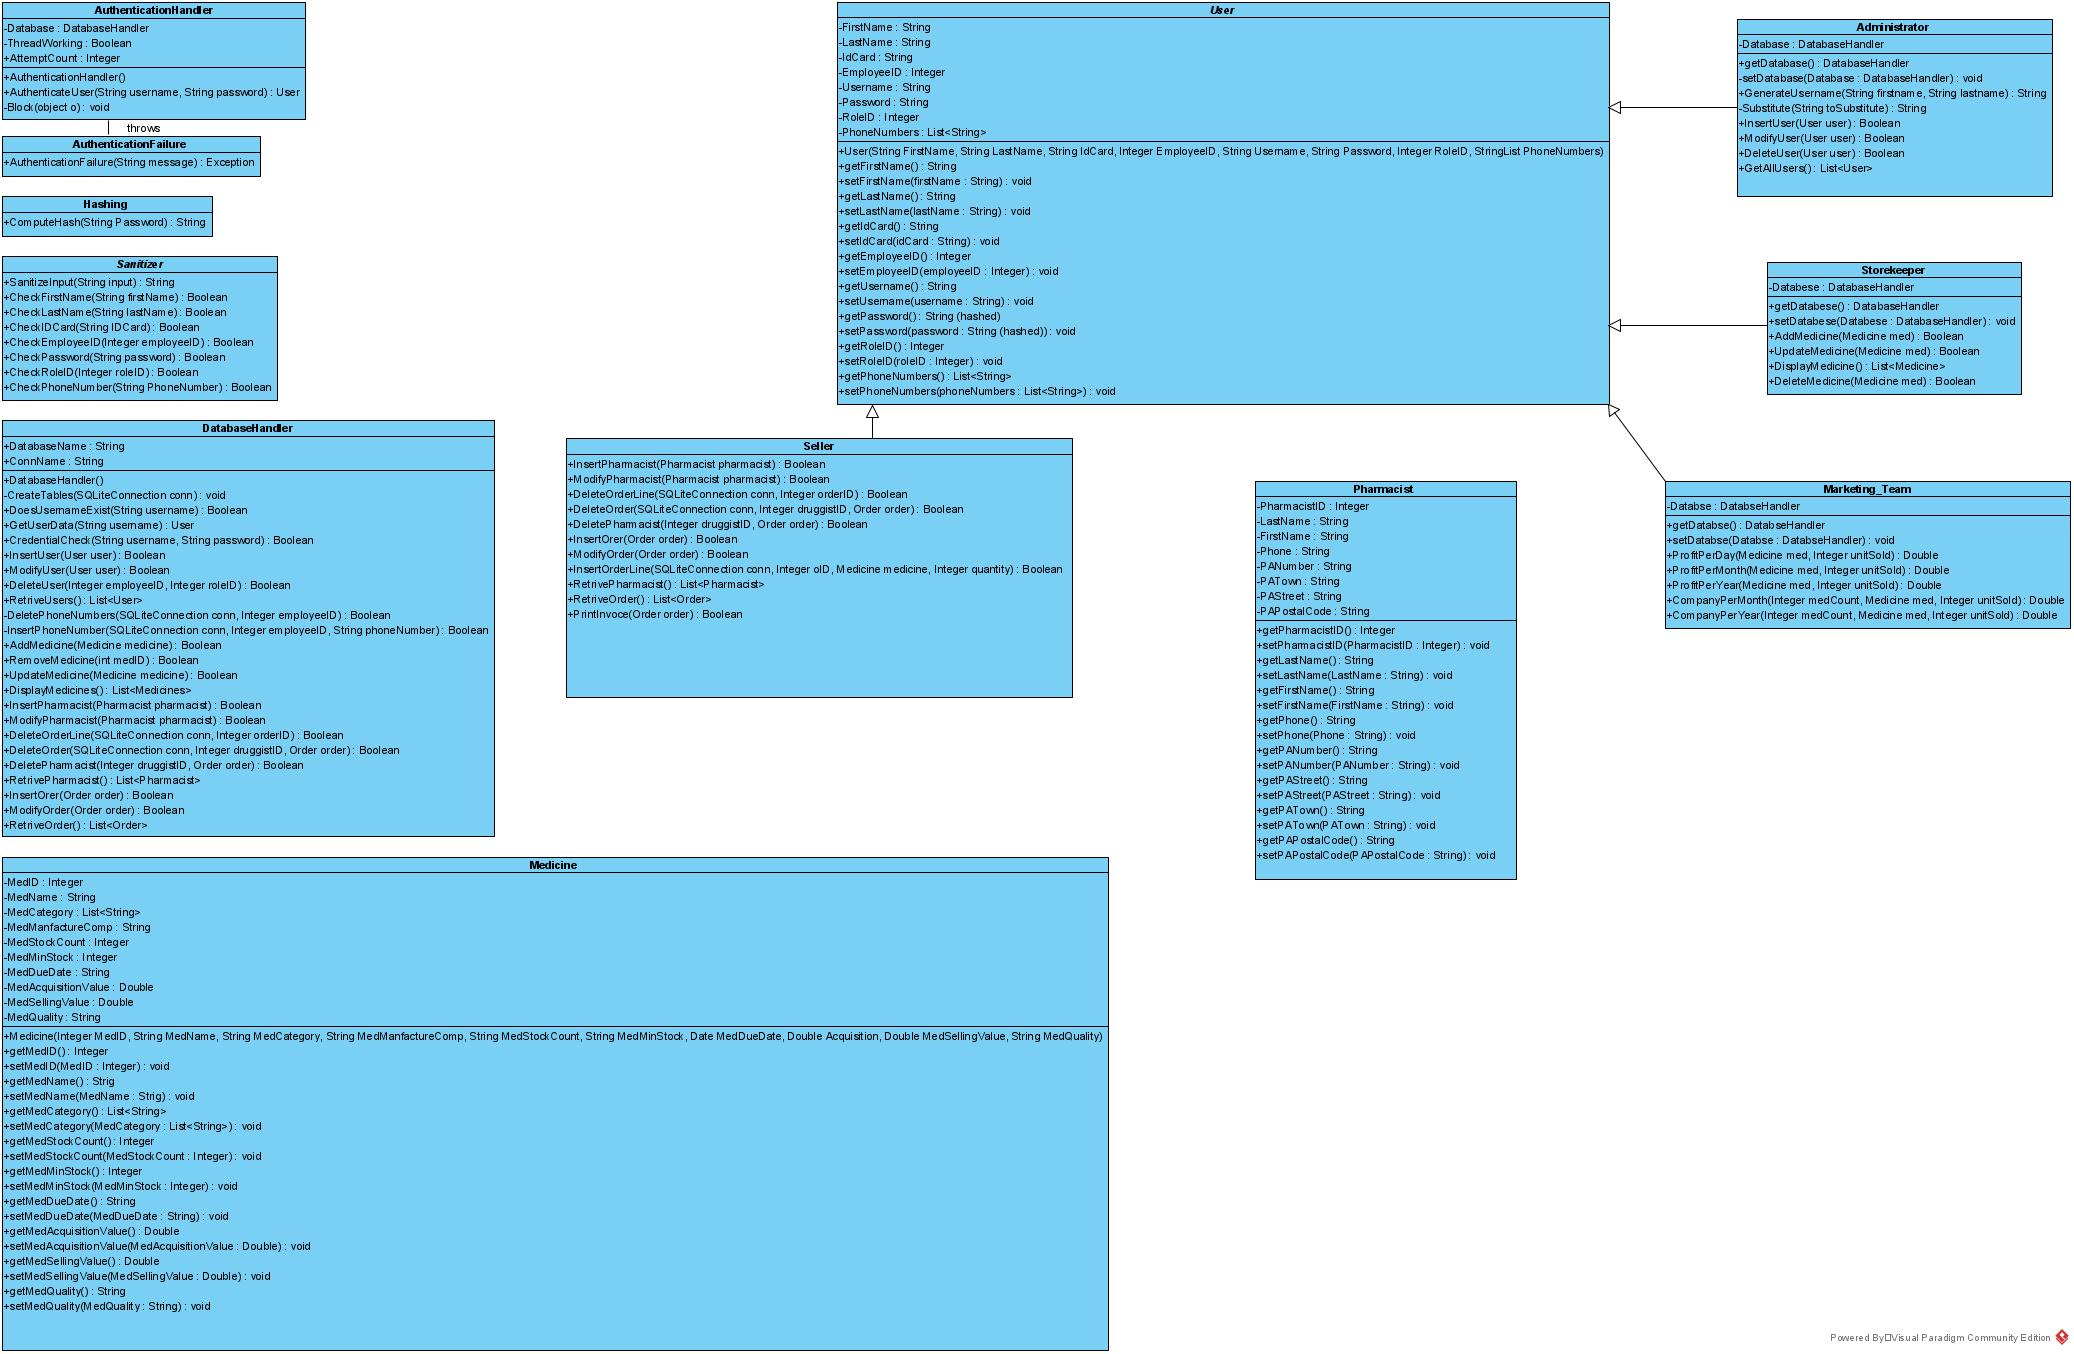 AuthenticationHandler
-Database : DatabaseHandler
-ThreadWorking : Boolean
+AttemptCount : Integer
+AuthenticationHandler()
+AuthenticateUser(String username, String password) : User
-Block(object o) : void
throws
AuthenticationFailure
+AuthenticationFailure(String message) : Exception
Hashing
+ComputeHash(String Password) : String
Sanitizer
+SanitizeInput(String input) : String
+CheckFirstName(String firstName) : Boolean
+CheckLastName(String lastName) : Boolean
+CheckIDCard(String IDCard) : Boolean
+CheckEmployeeID(Integer employeeID) : Boolean
+CheckPassword(String password) : Boolean
+CheckRoleID(Integer roleID) : Boolean
+CheckPhoneNumber(String PhoneNumber) : Boolean
DatabaseHandler
+DatabaseName : String
+ConnName : String
+DatabaseHandler()
-CreateTables(SQLiteConnection conn) : void
+DoesUsernameExist(String username) : Boolean
+GetUserData(String username) : User
+CredentialCheck(String username, String password) : Boolean
+InsertUser(User user) : Boolean
+ModifyUser(User user) : Boolean
+DeleteUser(Integer employeeID, Integer roleID) : Boolean
+RetriveUsers() : List<User>
-DeletePhoneNumbers(SQLiteConnection conn, Integer employeeID) : Boolean
-InsertPhoneNumber(SQLiteConnection conn, Integer employeeID, String phoneNumber) : Boolean
+AddMedicine(Medicine medicine) : Boolean
+RemoveMedicine(int medID) : Boolean
+UpdateMedicine(Medicine medicine) : Boolean
+DisplayMedicines() : List<Medicines>
+InsertPharmacist(Pharmacist pharmacist) : Boolean
+ModifyPharmacist(Pharmacist pharmacist) : Boolean
+DeleteOrderLine(SQLiteConnection conn, Integer orderID) : Boolean
+DeleteOrder(SQLiteConnection conn, Integer druggistID, Order order) : Boolean
+DeletePharmacist(Integer druggistID, Order order) : Boolean
+RetrivePharmacist() : List<Pharmacist>
+InsertOrer(Order order) : Boolean
+ModifyOrder(Order order) : Boolean
+RetriveOrder() : List<Order>
User
-FirstName : String
-LastName : String
-IdCard : String
-EmployeeID : Integer
-Username : String
-Password : String
-RoleID : Integer
-PhoneNumbers : List<String>
+User(String FirstName, String LastName, String IdCard, Integer EmployeeID, String Username, String Password, Integer RoleID, StringList PhoneNumbers)
+getFirstName() : String
+setFirstName(firstName : String) : void
+getLastName() : String
+setLastName(lastName : String) : void
+getIdCard() : String
+setIdCard(idCard : String) : void
+getEmployeeID() : Integer
+setEmployeeID(employeeID : Integer) : void
+getUsername() : String
+setUsername(username : String) : void
+getPassword() : String (hashed)
+setPassword(password : String (hashed)) : void
+getRoleID() : Integer
+setRoleID(roleID : Integer) : void
+getPhoneNumbers() : List<String>
+setPhoneNumbers(phoneNumbers : List<String>) : void
Administrator
-Database : DatabaseHandler
+getDatabase() : DatabaseHandler
-setDatabase(Database : DatabaseHandler) : void
+GenerateUsername(String firstname, String lastname) : String
-Substitute(String toSubstitute) : String
+InsertUser(User user) : Boolean
+ModifyUser(User user) : Boolean
+DeleteUser(User user) : Boolean
+GetAllUsers() : List<User>
Storekeeper
-Databese : DatabaseHandler
+getDatabese() : DatabaseHandler
+setDatabese(Databese : DatabaseHandler) : void
+AddMedicine(Medicine med) : Boolean
+UpdateMedicine(Medicine med) : Boolean
+DisplayMedicine() : List<Medicine>
+DeleteMedicine(Medicine med) : Boolean
Seller
+InsertPharmacist(Pharmacist pharmacist) : Boolean
+ModifyPharmacist(Pharmacist pharmacist) : Boolean
+DeleteOrderLine(SQLiteConnection conn, Integer orderID) : Boolean
+DeleteOrder(SQLiteConnection conn, Integer druggistID, Order order) : Boolean
+DeletePharmacist(Integer druggistID, Order order) : Boolean
+InsertOrer(Order order) : Boolean
+ModifyOrder(Order order) : Boolean
+InsertOrderLine(SQLiteConnection conn, Integer oID, Medicine medicine, Integer quantity) : Boolean
+RetrivePharmacist() : List<Pharmacist>
+RetriveOrder() : List<Order>
+PrintInvoce(Order order) : Boolean
Pharmacist
-PharmacistID : Integer
-LastName : String
-FirstName : String
-Phone : String
-PANumber : String
-PATown : String
-PAStreet : String
-PAPostalCode : String
+getPharmacistID() : Integer
+setPharmacistID(PharmacistID : Integer) : void
+getLastName() : String
+setLastName(LastName : String) : void
+getFirstName() : String
+setFirstName(FirstName : String) : void
+getPhone() : String
+setPhone(Phone : String) : void
+getPANumber() : String
+setPANumber(PANumber : String) : void
+getPAStreet() : String
+setPAStreet(PAStreet : String) : void
+getPATown() : String
+setPATown(PATown : String) : void
+getPAPostalCode() : String
+setPAPostalCode(PAPostalCode : String) : void
Marketing_Team
-Databse : DatabseHandler
+getDatabse() : DatabseHandler
+setDatabse(Databse : DatabseHandler) : void
+ProfitPerDay(Medicine med, Integer unitSold) : Double
+ProfitPerMonth(Medicine med, Integer unitSold) : Double
+ProfitPerYear(Medicine med, Integer unitSold) : Double
+CompanyPerMonth(Integer medCount, Medicine med, Integer unitSold) : Double
+CompanyPerYear(Integer medCount, Medicine med, Integer unitSold) : Double
Medicine
-MedID : Integer
-MedName : String
-MedCategory : List<String>
-MedManfactureComp : String
-MedStockCount : Integer
-MedMinStock : Integer
-MedDueDate : String
-MedAcquisitionValue : Double
-MedSellingValue : Double
-MedQuality : String
+Medicine(Integer MedID, String MedName, String MedCategory, String MedManfactureComp, String MedStockCount, String MedMinStock, Date MedDueDate, Double Acquisition, Double MedSellingValue, String MedQuality)
+getMedID() : Integer
+setMedID(MedID : Integer) : void
+getMedName() : Strig
+setMedName(MedName : Strig) : void
+getMedCategory() : List<String>
+setMedCategory(MedCategory : List<String>) : void
+getMedStockCount() : Integer
+setMedStockCount(MedStockCount : Integer) : void
+getMedMinStock() : Integer
+setMedMinStock(MedMinStock : Integer) : void
+getMedDueDate() : String
+setMedDueDate(MedDueDate : String) : void
+getMedAcquisitionValue() : Double
+setMedAcquisitionValue(MedAcquisitionValue : Double) : void
+getMedSellingValue() : Double
+setMedSellingValue(MedSellingValue : Double) : void
+getMedQuality() : String
+setMedQuality(MedQuality : String) : void
Powered By□Visual Paradigm Community Edition